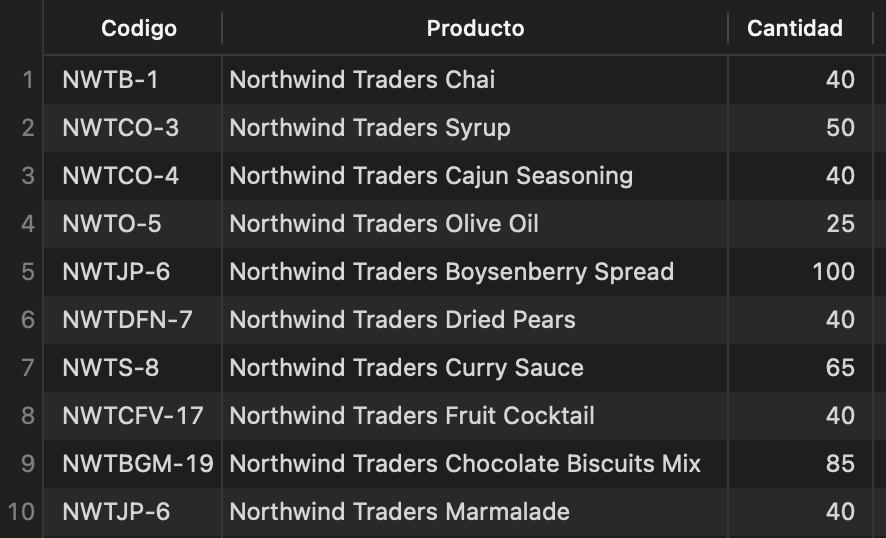 Codigo Producto Cantidad
1 NWTB-1 Northwind Traders Chai 40
2 NWTCO-3 Northwind Traders Syrup 50
3 NWTCO-4 Northwind Traders Cajun Seasoning 40
4 NWTO-5 Northwind Traders Olive Oil 25
5 NWTJP-6 Northwind Traders Boysenberry Spread 100
6 NWTDFN-7 Northwind Traders Dried Pears 40
7 NWTS-8 Northwind Traders Curry Sauce 65
8 NWTCFV-17 Northwind Traders Fruit Cocktail 40
9 NWTBGM-19 Northwind Traders Chocolate Biscuits Mix 85
10 NWTJP-6 Northwind Traders Marmalade 40